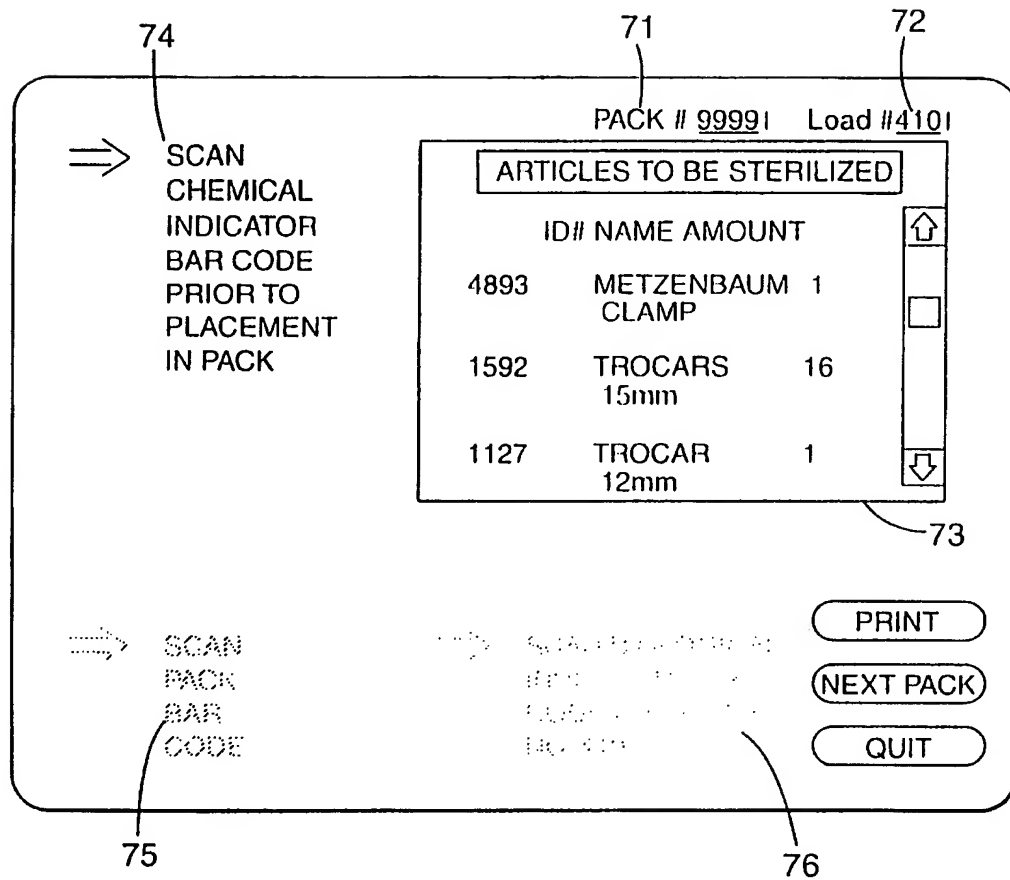 74
71
72
PACK # 9999 Load #4101
SCAN
CHEMICAL
INDICATOR
BAR CODE
PRIOR TO
PLACEMENT
IN PACK
ARTICLES TO BE STERILIZED
ID# NAME AMOUNT
4893 METZENBAUM 1
CLAMP
1592 TROCARS 16
15mm
1127 TROCAR 1
12mm
73
SCAN
PACK
BAR
CODE
PRINT
NEXT PACK
QUIT
75
76